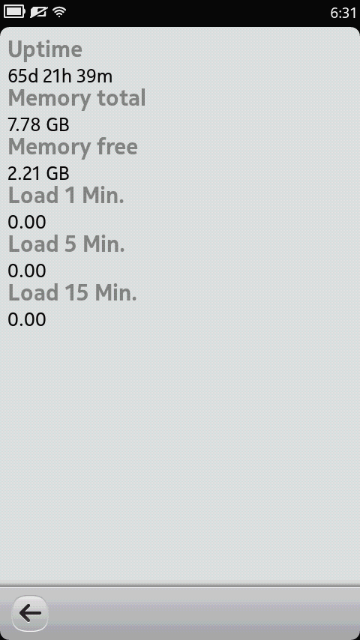 6:31
Uptime
65d 21h 39m
Memory total
7.78 GB
Memory free
2.21 GB
Load 1 Min.
0.00
Load 5 Min.
0.00
Load 15 Min.
0.00